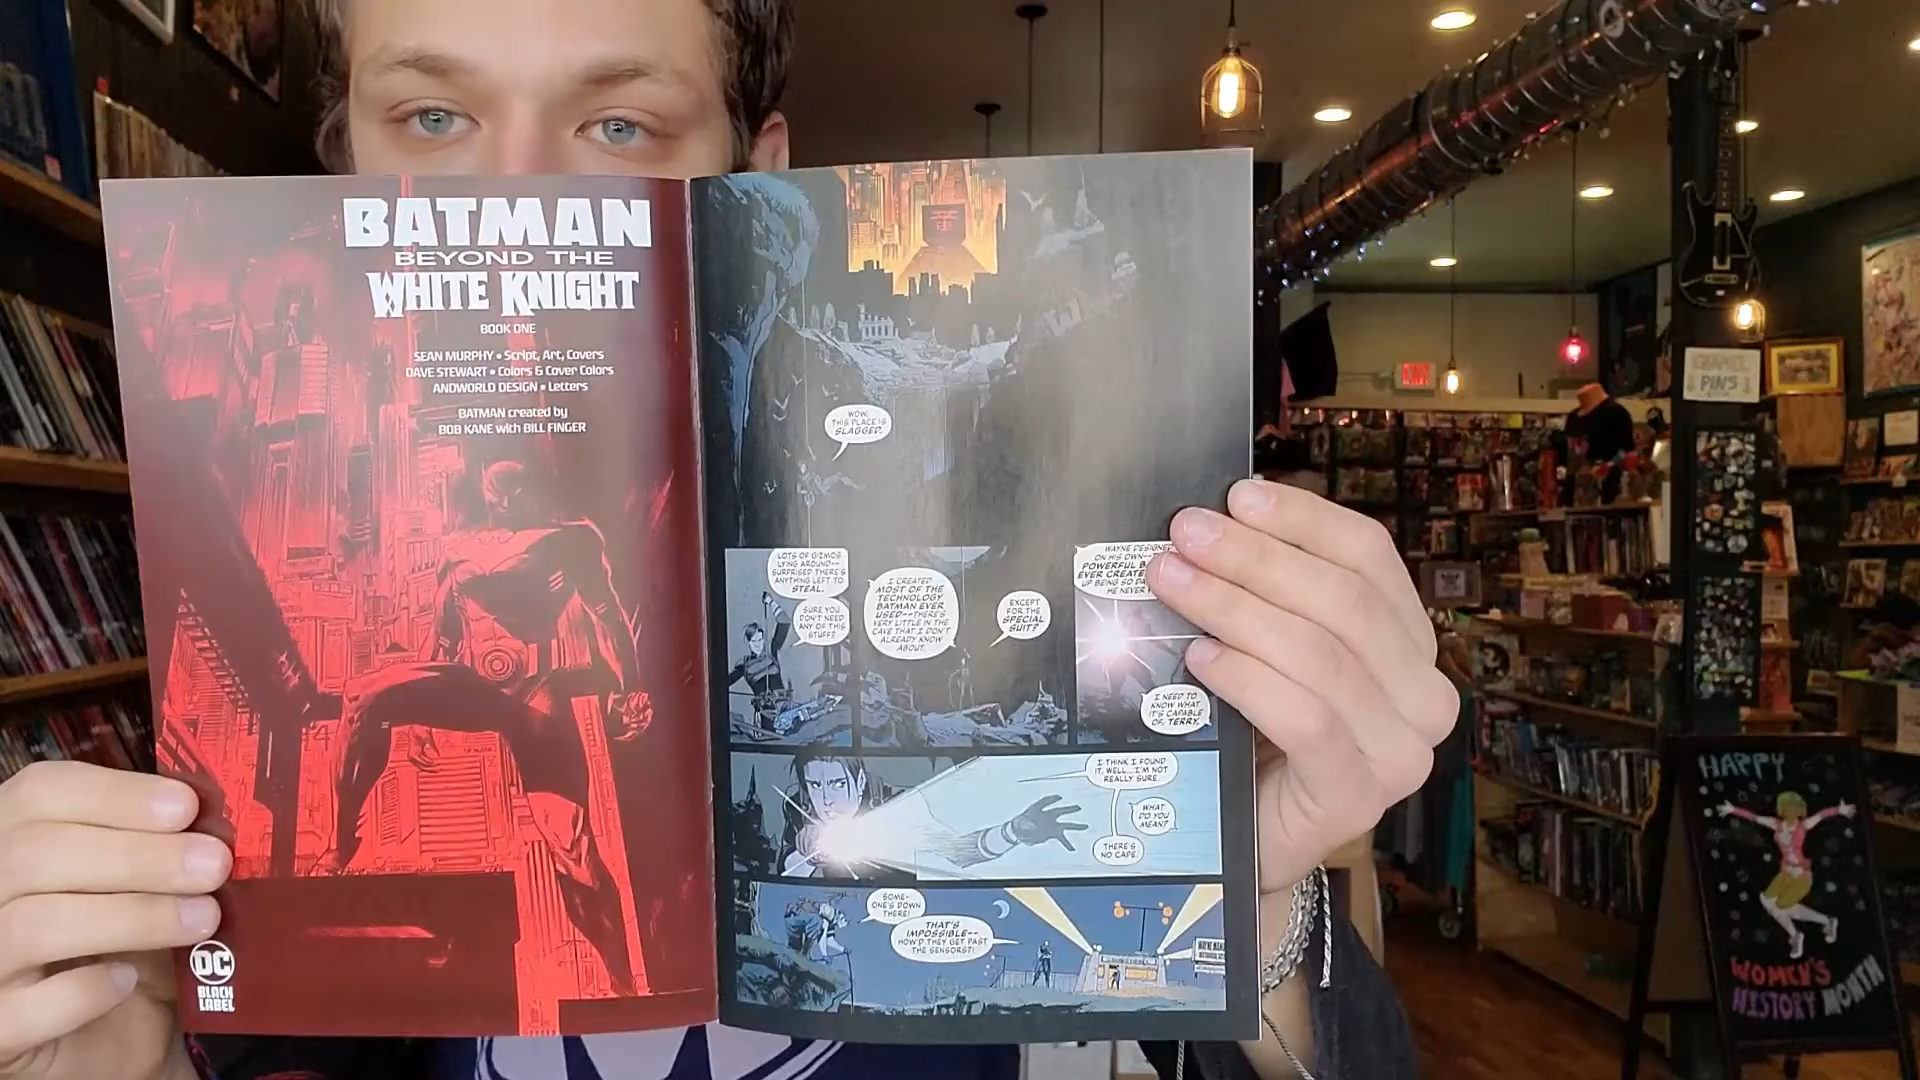 BATMAN
BEYOND THE
WHITE KNIGHT
BOOK ONE
SEAN MURPHY • Script, Art, Covers
DAVE STEWART • Colors & Cover Colors
ANDWORLD DESIGN • Letters
BATMAN created by
BOB KANE with BILL FINGER
DC
BLACK
LABEL
WOW,
THIS PLACE IS
SLAGGED.
LOTS OF GIZMOS
LYING AROUND--
SURPRISED THERE'S
ANYTHING LEFT TO
STEAL.
SURE YOU
DON'T NEED
ANY OF THIS
STUFF?
I CREATED
MOST OF THE
TECHNOLOGY
BATMAN EVER
USED--THERE'S
VERY LITTLE IN THE
CAVE THAT I DON'T
ALREADY KNOW
ABOUT.
EXCEPT
FOR THE
SPECIAL
SUIT?
WAYNE DESIGNED
ON HIS OWN--
POWERFUL
EVER
UP BEING SO
HE NEVER
I NEED TO
KNOW WHAT
IT'S CAPABLE
OF, TERRY.
I THINK I FOUND
IT. WELL...I'M NOT
REALLY SURE.
WHAT
DO YOU
MEAN?
THERE'S
NO CAPE.
SOME-
ONE'S DOWN
THERE!
THAT'S
IMPOSSIBLE--
HOW'D THEY GET PAST
THE SENSORS?!
ENAMEL
PINS
HAPPY
WOMEN'S
HISTORY MONTH